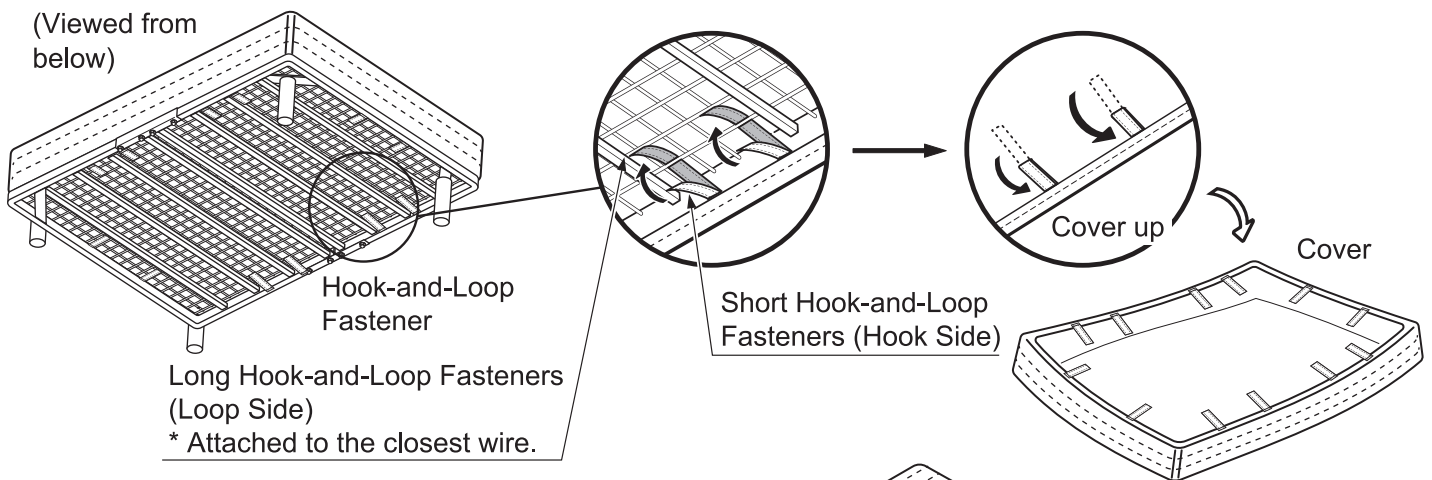 (Viewed from
below)
Hook-and-Loop
Fastener
Long Hook-and-Loop Fasteners
(Loop Side)
* Attached to the closest wire.
Short Hook-and-Loop
Fasteners (Hook Side)
Cover up
Cover